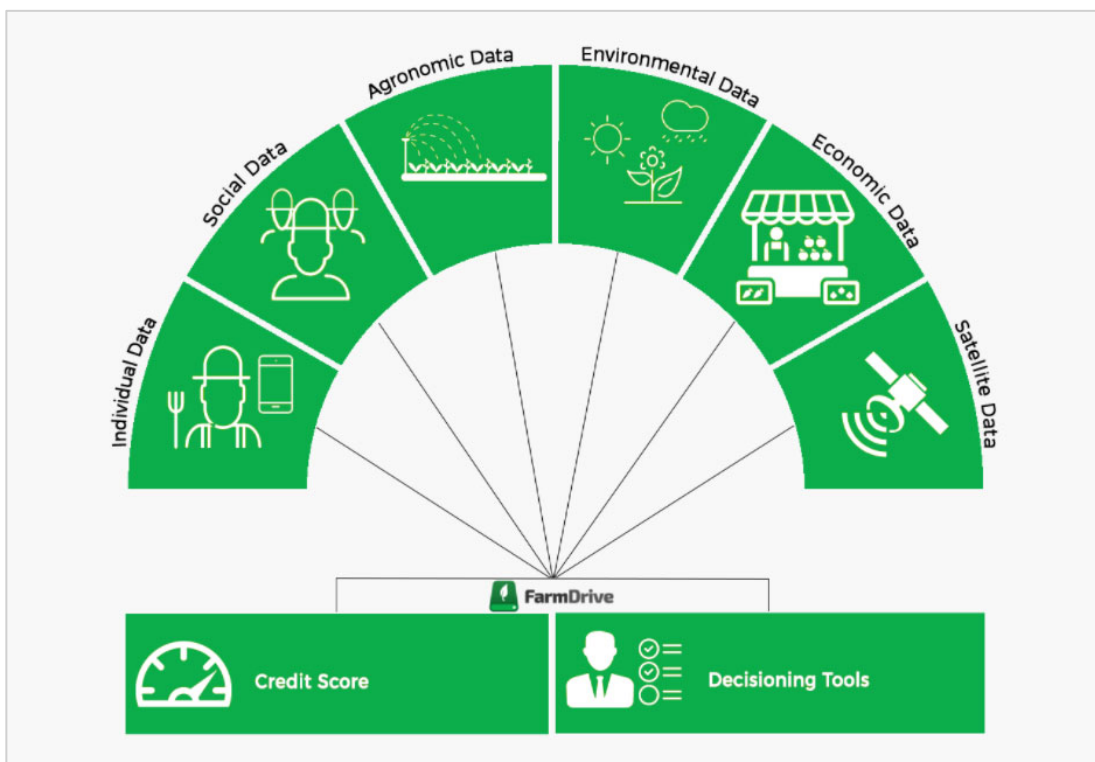 Individual Data
Social Data
Agronomic Data
Environmental Data
Economic Data
Satellite Data
FarmDrive
Credit Score
Decisioning Tools